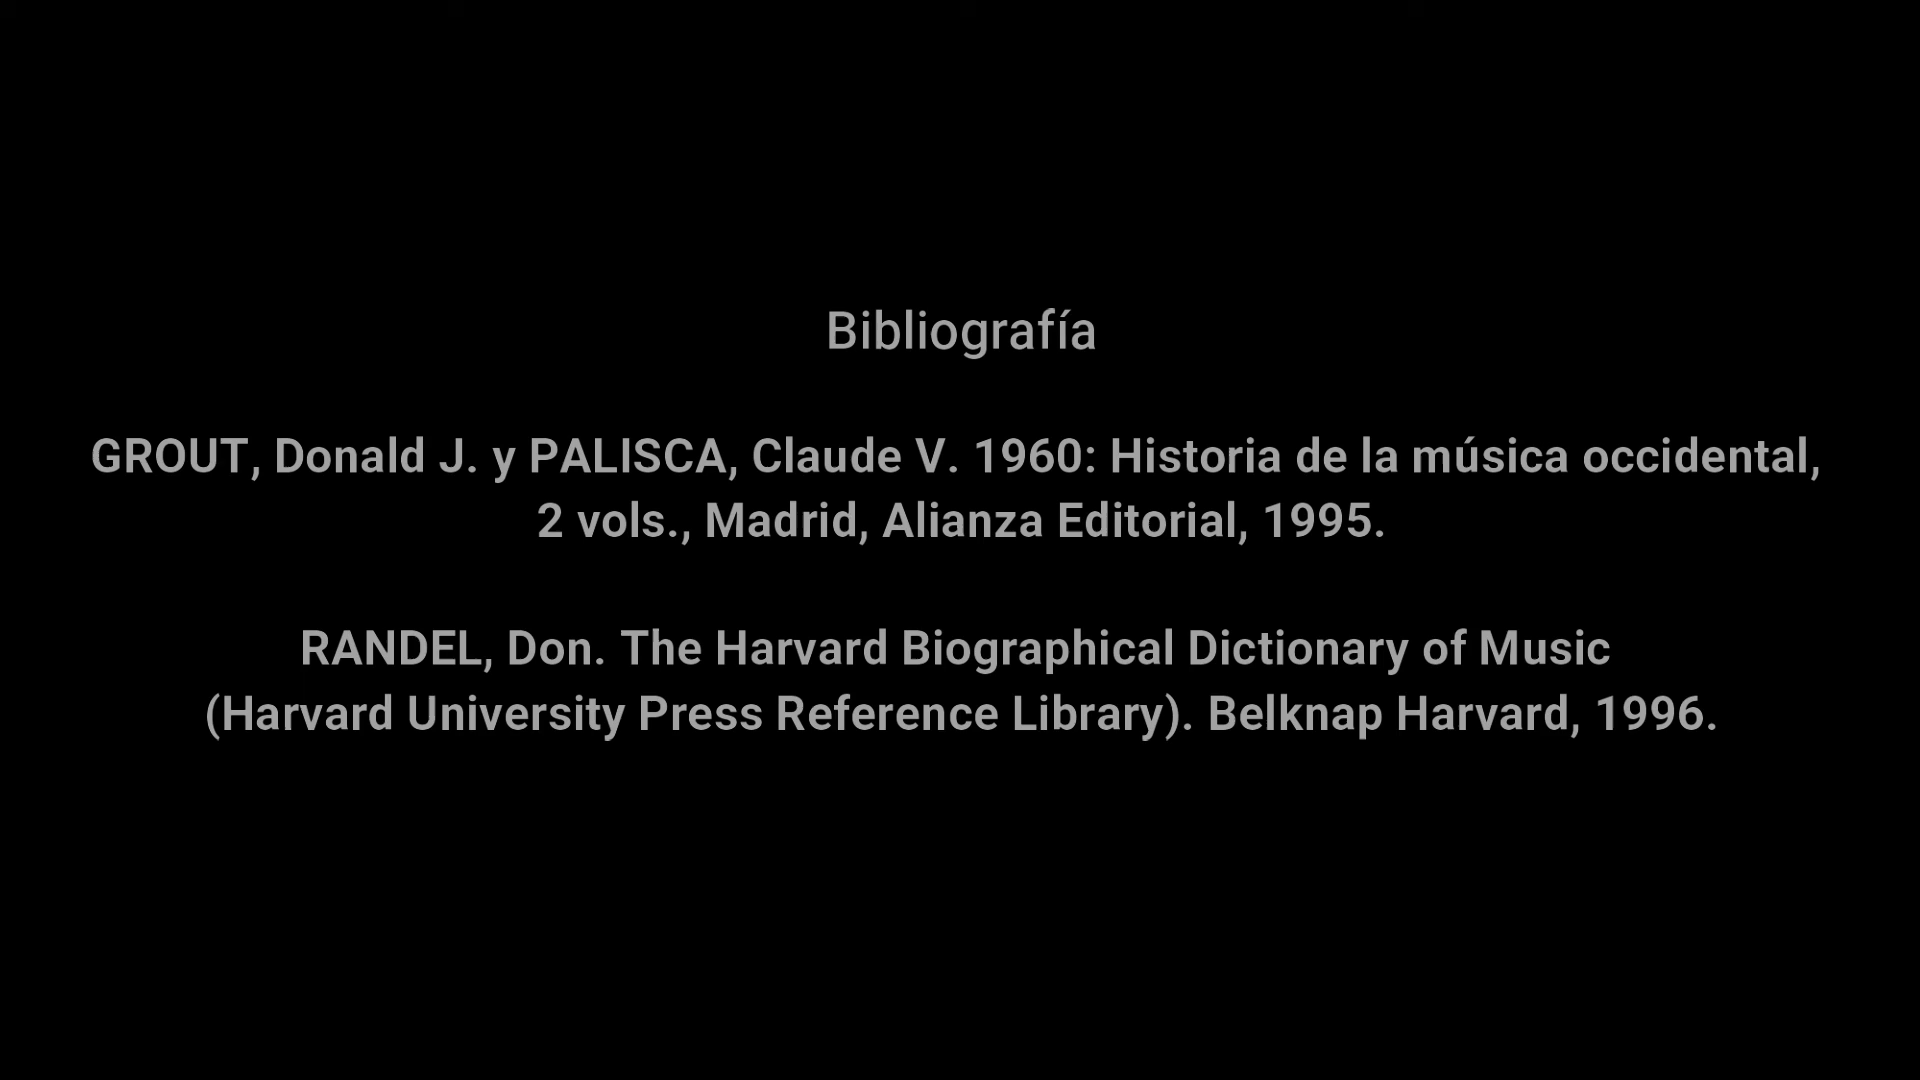 Bibliografía
GROUT, Donald J. y PALISCA, Claude V. 1960: Historia de la música occidental,
2 vols., Madrid, Alianza Editorial, 1995.
RANDEL, Don. The Harvard Biographical Dictionary of Music
(Harvard University Press Reference Library). Belknap Harvard, 1996.